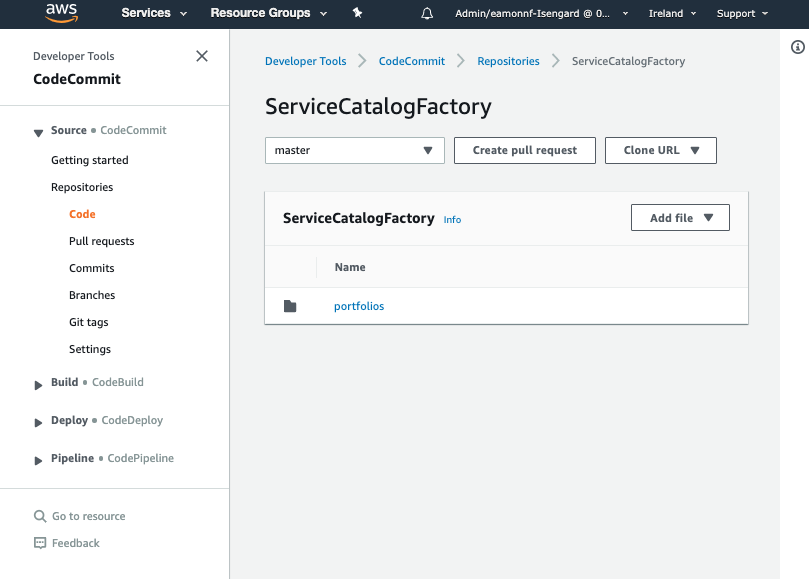 aws
Services
Resource Groups
Admin/eamonnf-Isengard @ 0...
Ireland
Support
Developer Tools
CodeCommit
Source • CodeCommit
Getting started
Repositories
Code
Pull requests
Commits
Branches
Git tags
Settings
Build • CodeBuild
Deploy • CodeDeploy
Pipeline • CodePipeline
Go to resource
Feedback
Developer Tools
CodeCommit
Repositories
ServiceCatalogFactory
ServiceCatalogFactory
master
Create pull request
Clone URL
ServiceCatalogFactory Info
Add file
Name
portfolios